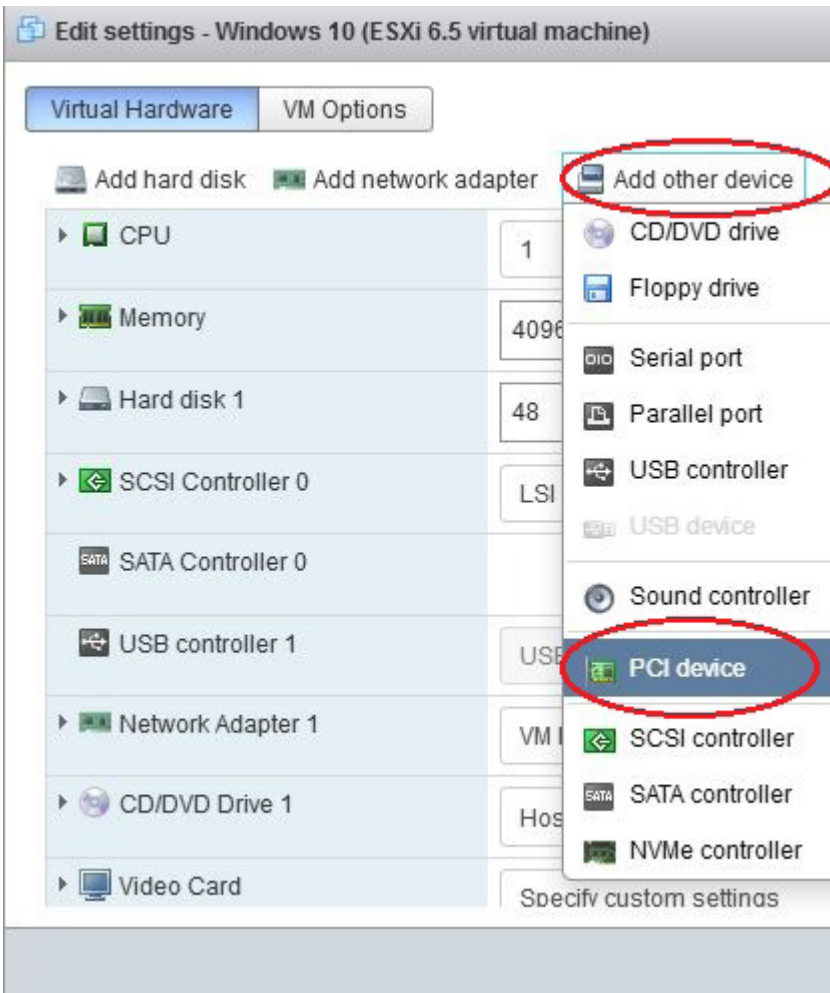 Edit settings - Windows 10 (ESXi 6.5 virtual machine)
Virtual Hardware VM Options
Add hard disk Add network adapter Add other device
CPU 1
Memory 4096
Hard disk 1 48
SCSI Controller 0 LSI
SATA Controller 0
USB controller 1
Network Adapter 1 VM
CD/DVD Drive 1
Video Card Specify custom settings
CD/DVD drive
Floppy drive
Serial port
Parallel port
USB controller
USB device
Sound controller
PCI device
SCSI controller
SATA controller
NVMe controller